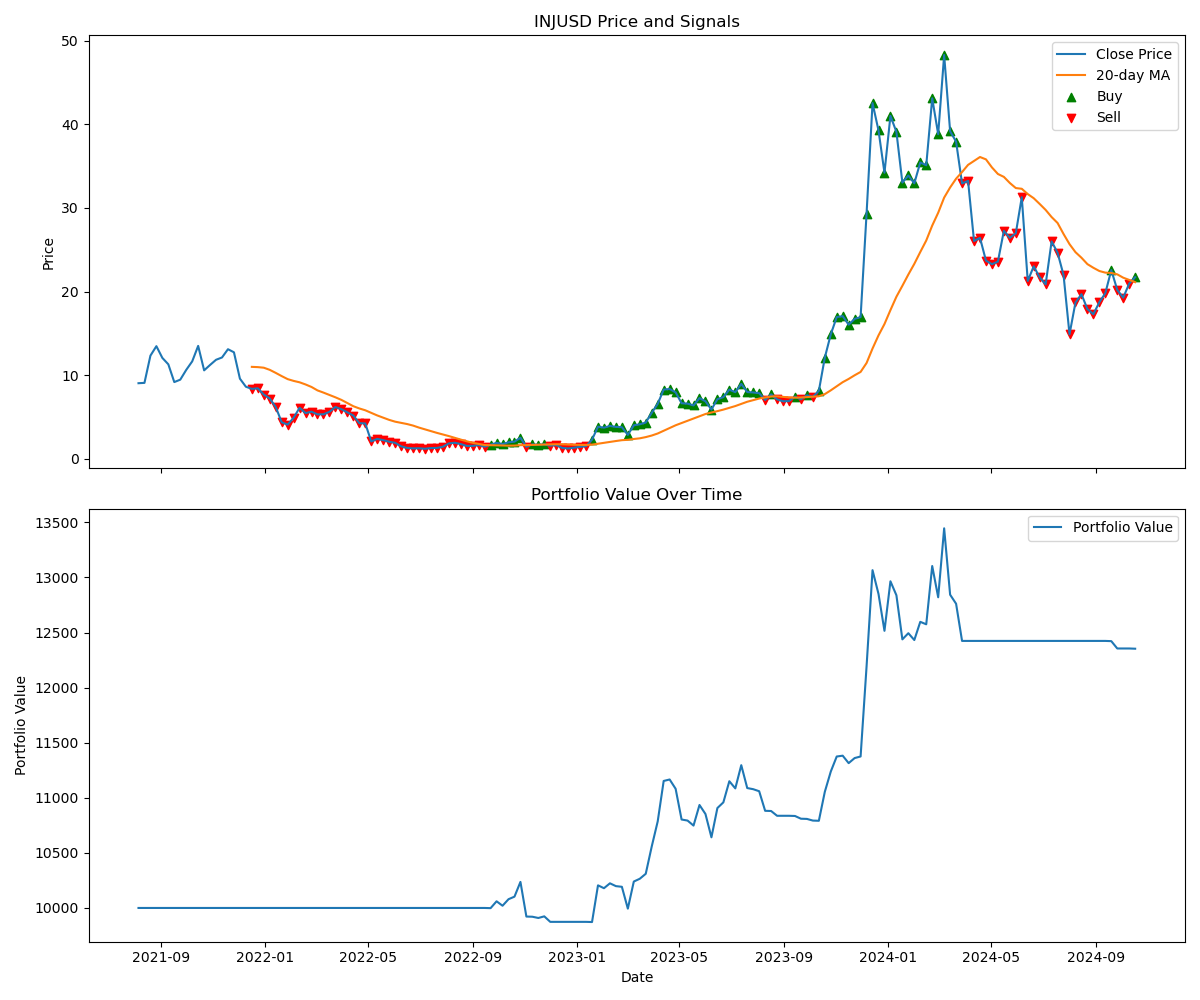 INJUSD Price and Signals
Price
50
40
30
20
10
0
Close Price
20-day MA
Buy
Sell
Portfolio Value Over Time
Portfolio Value
13500
13000
12500
12000
11500
11000
10500
10000
Portfolio Value
2021-09
2022-01
2022-05
2022-09
2023-01
2023-05
2023-09
2024-01
2024-05
2024-09
Date